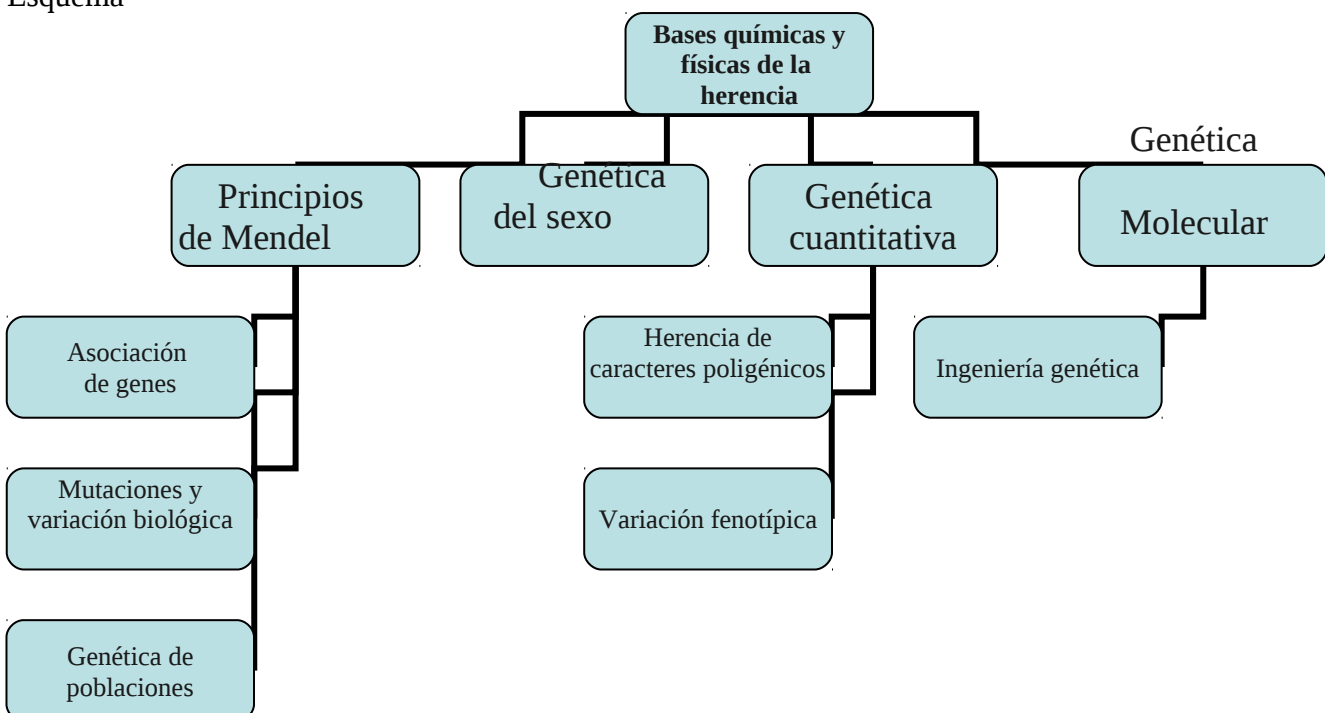 Esquema
Bases químicas y
físicas de la
herencia
Principios
de Mendel
Genética
del sexo
Genética
cuantitativa
Genética
Molecular
Asociación
de genes
Mutaciones y
variación biológica
Genética de
poblaciones
Herencia de
caracteres poligénicos
Variación fenotípica
Ingeniería genética